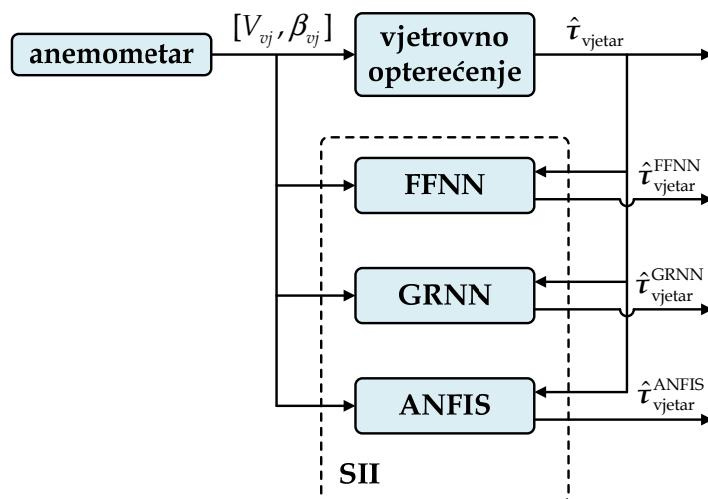 anemometar
[V_vj, β_vj]
vjetrovno
opterećenje
τ̂_vjetar
FFNN
τ̂_vjetar^FFNN
GRNN
τ̂_vjetar^GRNN
ANFIS
τ̂_vjetar^ANFIS
SII